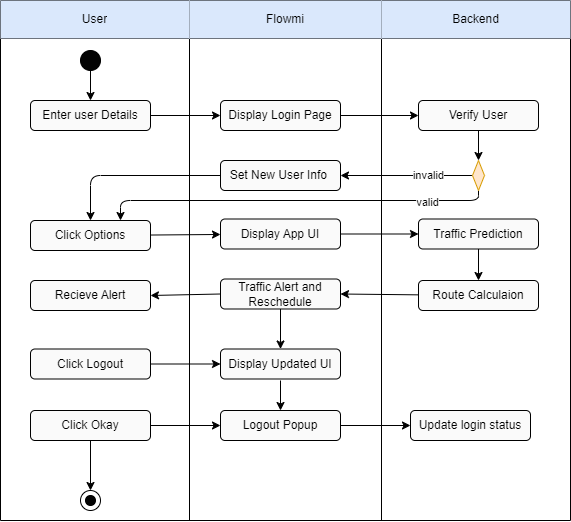 User
Flowmi
Backend
Enter user Details
Display Login Page
Verify User
Set New User Info
invalid
valid
Click Options
Display App UI
Traffic Prediction
Recieve Alert
Traffic Alert and
Reschedule
Route Calculaion
Click Logout
Display Updated UI
Click Okay
Logout Popup
Update login status